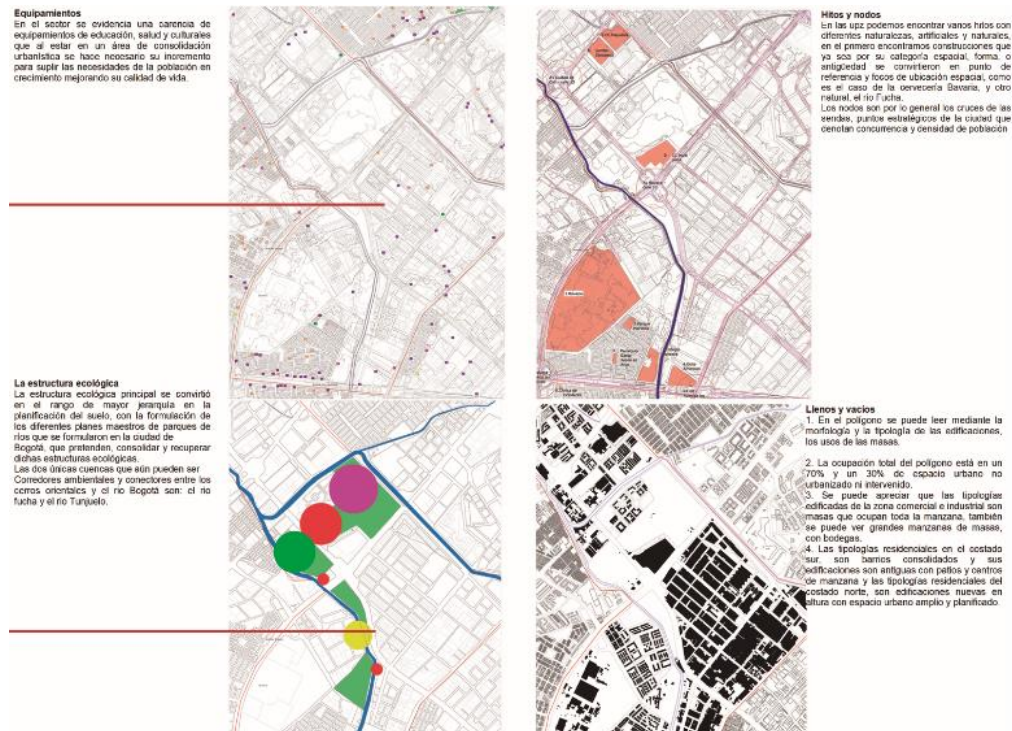 Equipamientos
En el sector se evidencia una carencia de
equipamientos de educación, salud y culturales
que al estar en un área de consolidación
urbanística se hace necesario su incremento
para suplir las necesidades de la población en
crecimiento mejorando su calidad de vida.
Hitos y nodos
En las upz podemos encontrar varios hitos con
diferentes naturalezas, artificiales y naturales,
en el primero encontramos construcciones que
ya sea por su categoría espacial, forma, o
antigüedad se convirtieron en punto de
referencia y focos de ubicación espacial, como
es el caso de la cervecería Bavaria, y otro
natural, el río Fucha.
Los nodos son por lo general los cruces de las
sendas, puntos estratégicos de la ciudad que
denotan concurrencia y densidad de población
La estructura ecológica
La estructura ecológica principal se convirtió
en el rango de mayor jerarquía en la
planificación del suelo, con la formulación de
los diferentes planes maestros de parques de
ríos que se formularon en la ciudad de
Bogotá, que pretenden, consolidar y recuperar
dichas estructuras ecológicas.
Las dos únicas cuencas que aún pueden ser
Corredores ambientales y conectores entre los
cerros orientales y el río Bogotá son: el río
fucha y el río Tunjuelo.
Llenos y vacíos
1. En el polígono se puede leer mediante la
morfología y la tipología de las edificaciones,
los usos de las masas.
2. La ocupación total del polígono está en un
70% y un 30% de espacio urbano no
urbanizado ni intervenido.
3. Se puede apreciar que las tipologías
edificadas de la zona comercial e industrial son
masas que ocupan toda la manzana, también
se puede ver grandes manzanas de masas,
con bodegas.
4. Las tipologías residenciales en el costado
sur, son barrios consolidados y sus
edificaciones son antiguas con patios y centros
de manzana y las tipologías residenciales del
costado norte, son edificaciones nuevas en
altura con espacio urbano amplio y planificado.